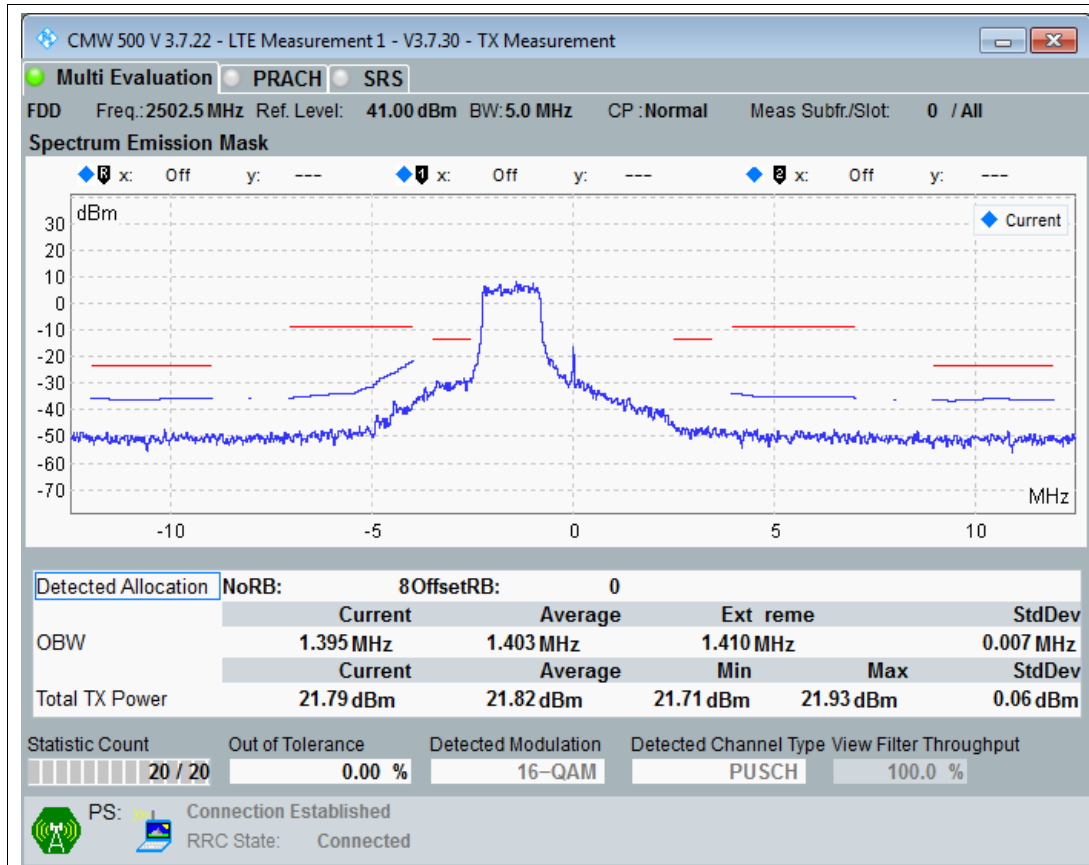 CMW 500 V 3.7.22 - LTE Measurement 1 - V3.7.30 - TX Measurement
Multi Evaluation PRACH SRS
FDD Freq.: 2502.5 MHz Ref. Level: 41.00 dBm BW: 5.0 MHz CP : Normal Meas Subfr./Slot: 0 / All
Spectrum Emission Mask
R x: Off y: --- 1 x: Off y: --- 2 x: Off y: ---
dBm
Current
30
20
10
0
-10
-20
-30
-40
-50
-60
-70
MHz
-10 -5 0 5 10
Detected Allocation NoRB: 8 OffsetRB: 0
Current Average Ext reme StdDev
OBW 1.395 MHz 1.403 MHz 1.410 MHz 0.007 MHz
Current Average Min Max StdDev
Total TX Power 21.79 dBm 21.82 dBm 21.71 dBm 21.93 dBm 0.06 dBm
Statistic Count Out of Tolerance Detected Modulation Detected Channel Type View Filter Throughput
20 / 20 0.00 % 16-QAM PUSCH 100.0 %
PS: Connection Established
RRC State: Connected